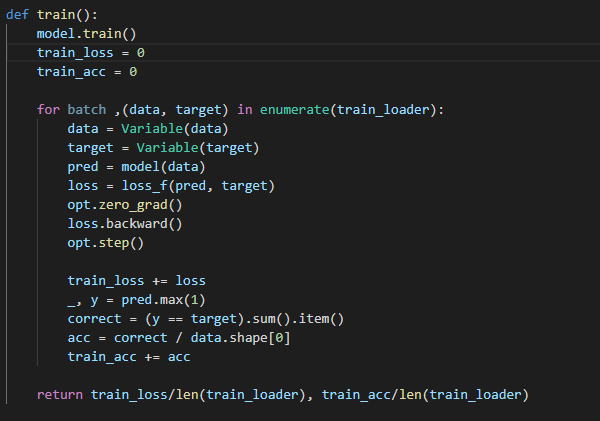 def train():
    model.train()
    train_loss = 0
    train_acc = 0

    for batch ,(data, target) in enumerate(train_loader):
        data = Variable(data)
        target = Variable(target)
        pred = model(data)
        loss = loss_f(pred, target)
        opt.zero_grad()
        loss.backward()
        opt.step()

        train_loss += loss
        _, y = pred.max(1)
        correct = (y == target).sum().item()
        acc = correct / data.shape[0]
        train_acc += acc

    return train_loss/len(train_loader), train_acc/len(train_loader)